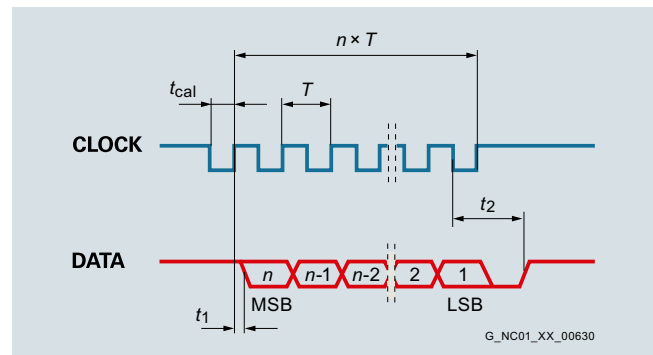 n × T
tcal
T
CLOCK
t2
DATA
n
n-1
n-2
2
1
MSB
LSB
t1
G_NC01_XX_00630